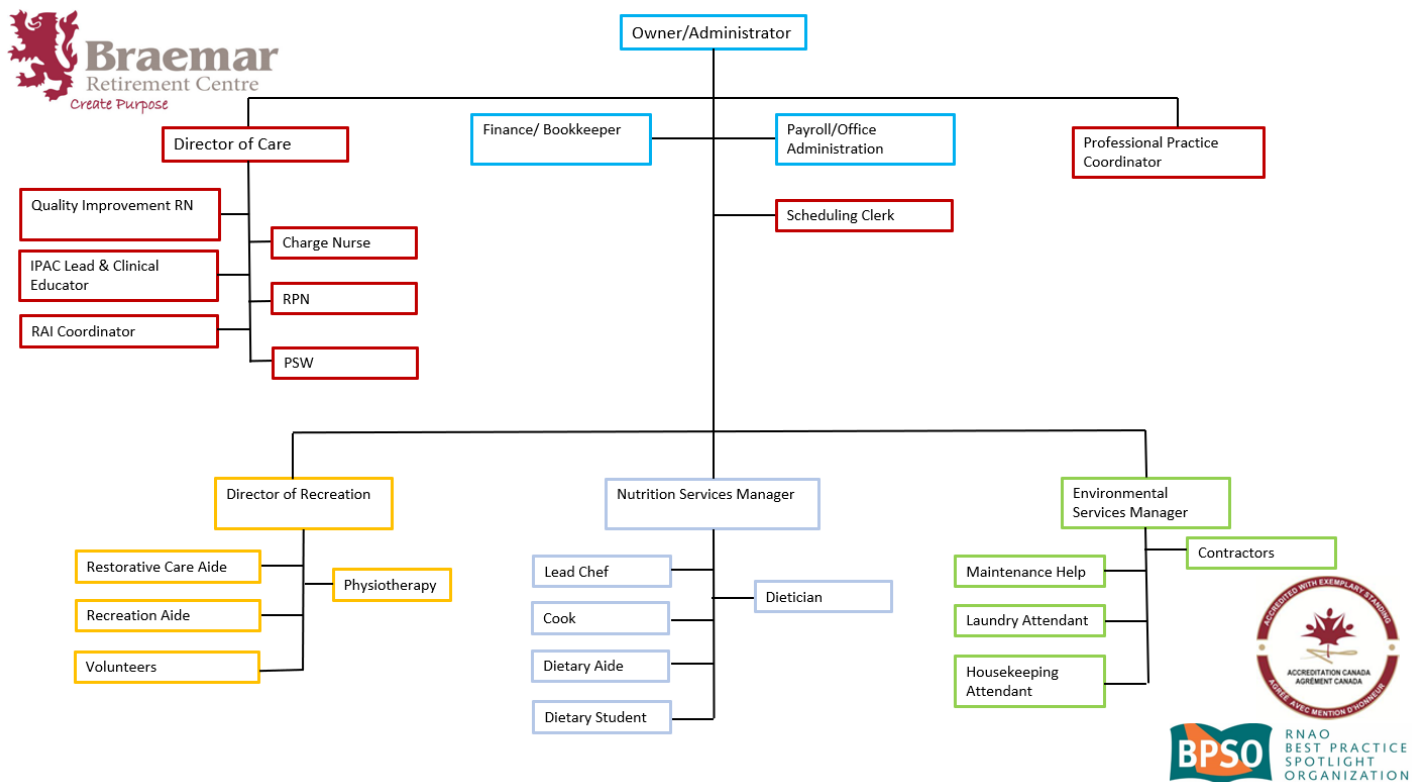 Braemar
Retirement Centre
Create Purpose
Owner/Administrator
Director of Care
Finance/ Bookkeeper
Payroll/Office
Administration
Professional Practice
Coordinator
Quality Improvement RN
Scheduling Clerk
Charge Nurse
IPAC Lead & Clinical
Educator
RPN
RAI Coordinator
PSW
Director of Recreation
Nutrition Services Manager
Environmental
Services Manager
Restorative Care Aide
Physiotherapy
Recreation Aide
Volunteers
Lead Chef
Dietician
Cook
Dietary Aide
Dietary Student
Contractors
Maintenance Help
Laundry Attendant
Housekeeping
Attendant
ACCREDITED WITH EXEMPLARY STANDING
ACCREDITATION CANADA
AGRÉMENT CANADA
AGRÉÉ AVEC MENTION D'HONNEUR
BPSO
RNAO
BEST PRACTICE
SPOTLIGHT
ORGANIZATION